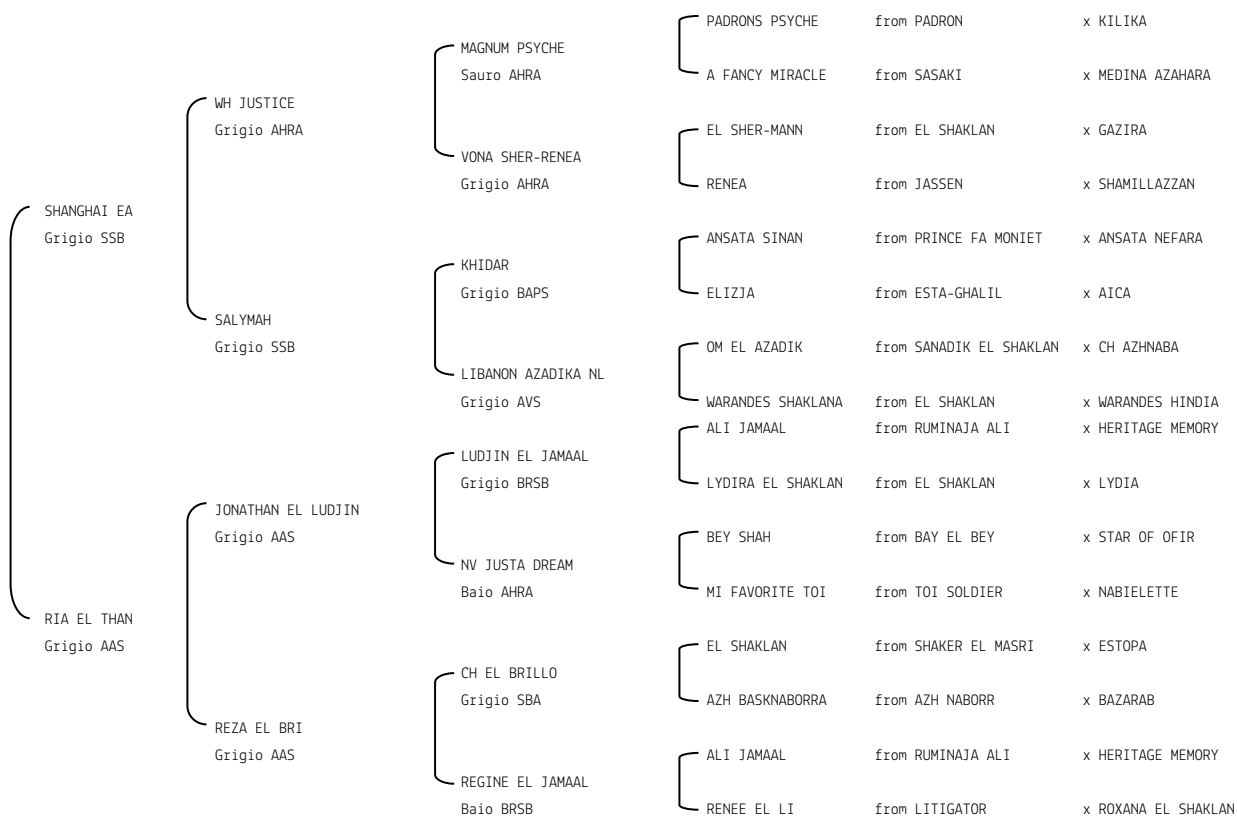 PADRONS PSYCHE from PADRON x KILIKA
MAGNUM PSYCHE
Sauro AHRA A FANCY MIRACLE from SASAKI x MEDINA AZAHARA
WH JUSTICE
Grigio AHRA EL SHER-MANN from EL SHAKLAN x GAZIRA
VONA SHER-RENEA
Grigio AHRA RENEA from JASSEN x SHAMILLAZZAN
SHANGHAI EA
Grigio SSB ANSATA SINAN from PRINCE FA MONIET x ANSATA NEFARA
KHIDAR
Grigio BAPS ELIZJA from ESTA-GHALIL x AICA
SALYMAH
Grigio SSB OM EL AZADIK from SANADIK EL SHAKLAN x CH AZHNABA
LIBANON AZADIKA NL
Grigio AVS WARANDES SHAKLANA from EL SHAKLAN x WARANDES HINDIA
ALI JAMAAL from RUMINAJA ALI x HERITAGE MEMORY
LUDJIN EL JAMAAL
Grigio BRSB LYDIRA EL SHAKLAN from EL SHAKLAN x LYDIA
JONATHAN EL LUDJIN
Grigio AAS BEY SHAH from BAY EL BEY x STAR OF OFIR
NV JUSTA DREAM
Baio AHRA MI FAVORITE TOI from TOI SOLDIER x NABIELETTE
RIA EL THAN
Grigio AAS EL SHAKLAN from SHAKER EL MASRI x ESTOPA
CH EL BRILLO
Grigio SBA AZH BASKNABORRA from AZH NABORR x BAZARAB
REZA EL BRI
Grigio AAS ALI JAMAAL from RUMINAJA ALI x HERITAGE MEMORY
REGINE EL JAMAAL
Baio BRSB RENEE EL LI from LITIGATOR x ROXANA EL SHAKLAN